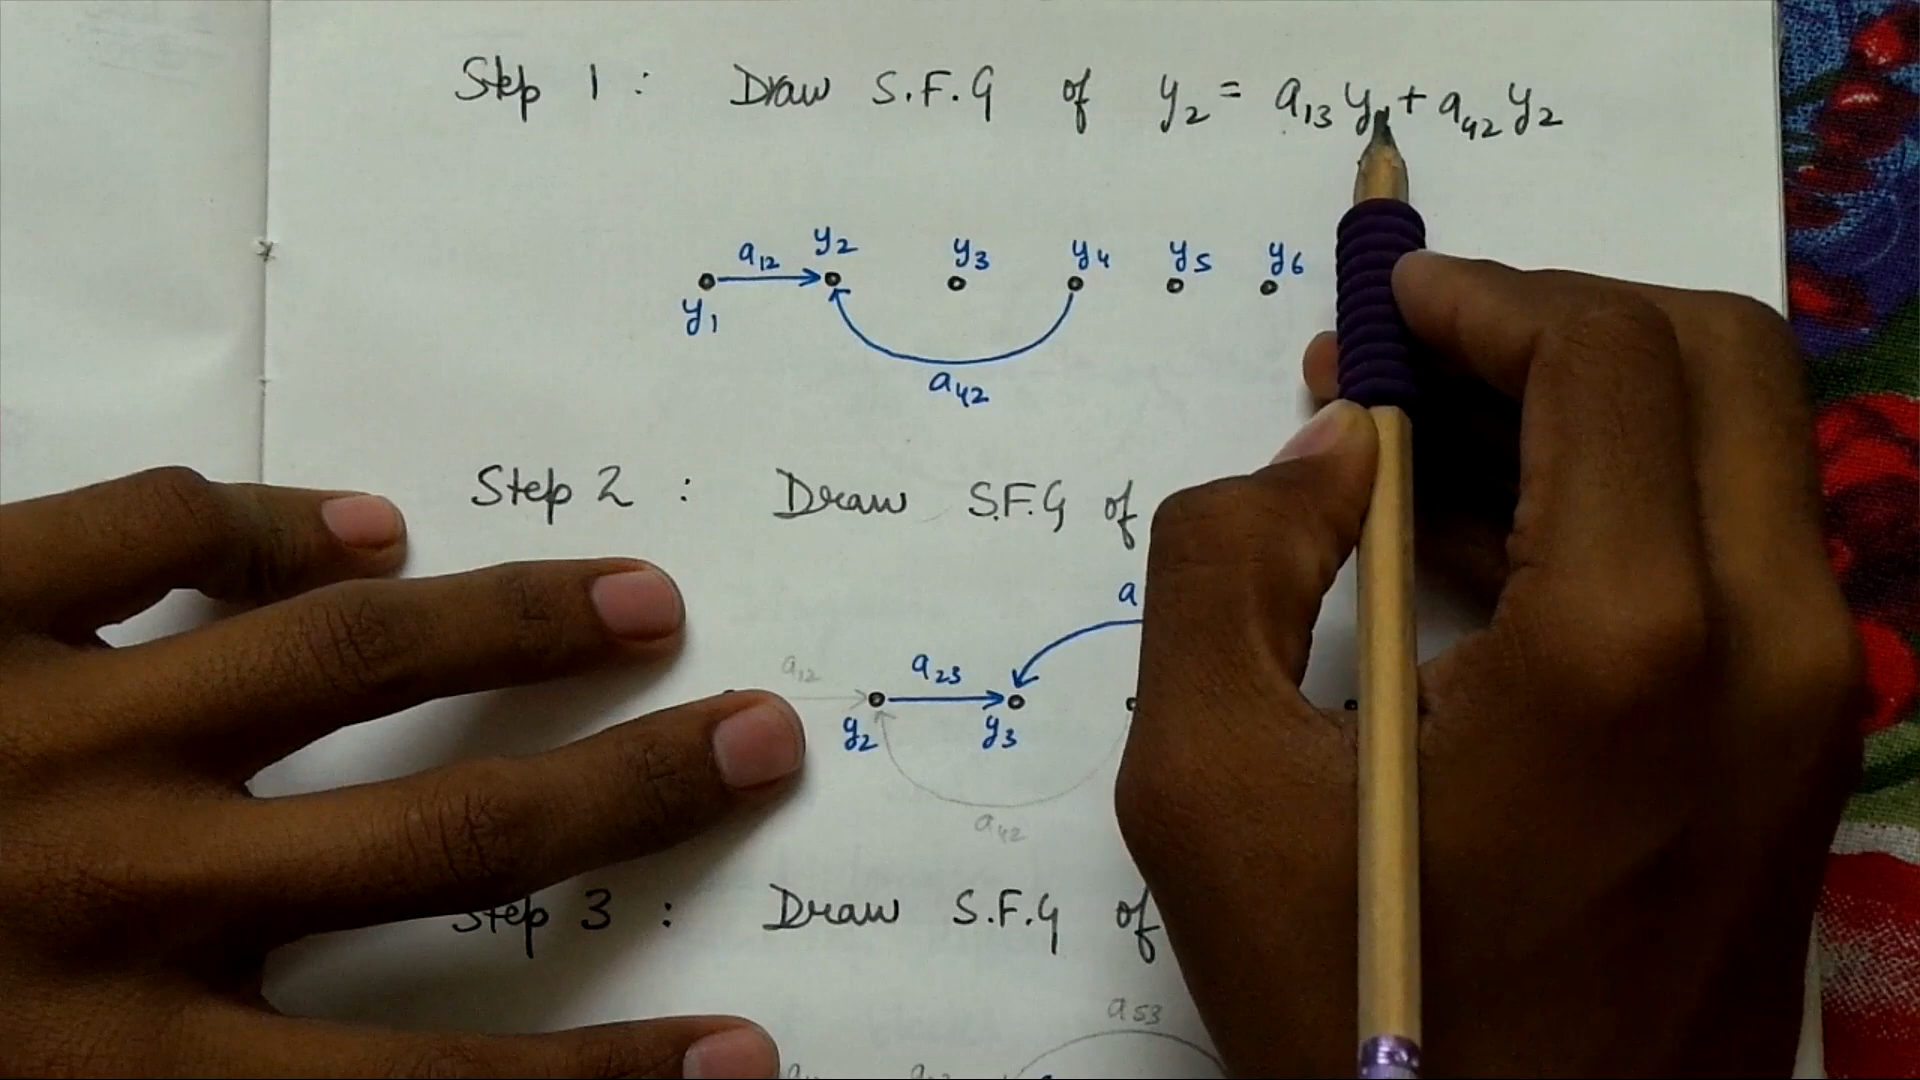 Step 1 : Draw S.F.G of y2 = a13 y1 + a42 y2
a12 y2 y3 y4 y5 y6
y1
a42
Step 2 : Draw S.F.G of
a
a12 a23
y2 y3
a42
Step 3 : Draw S.F.G of
a53